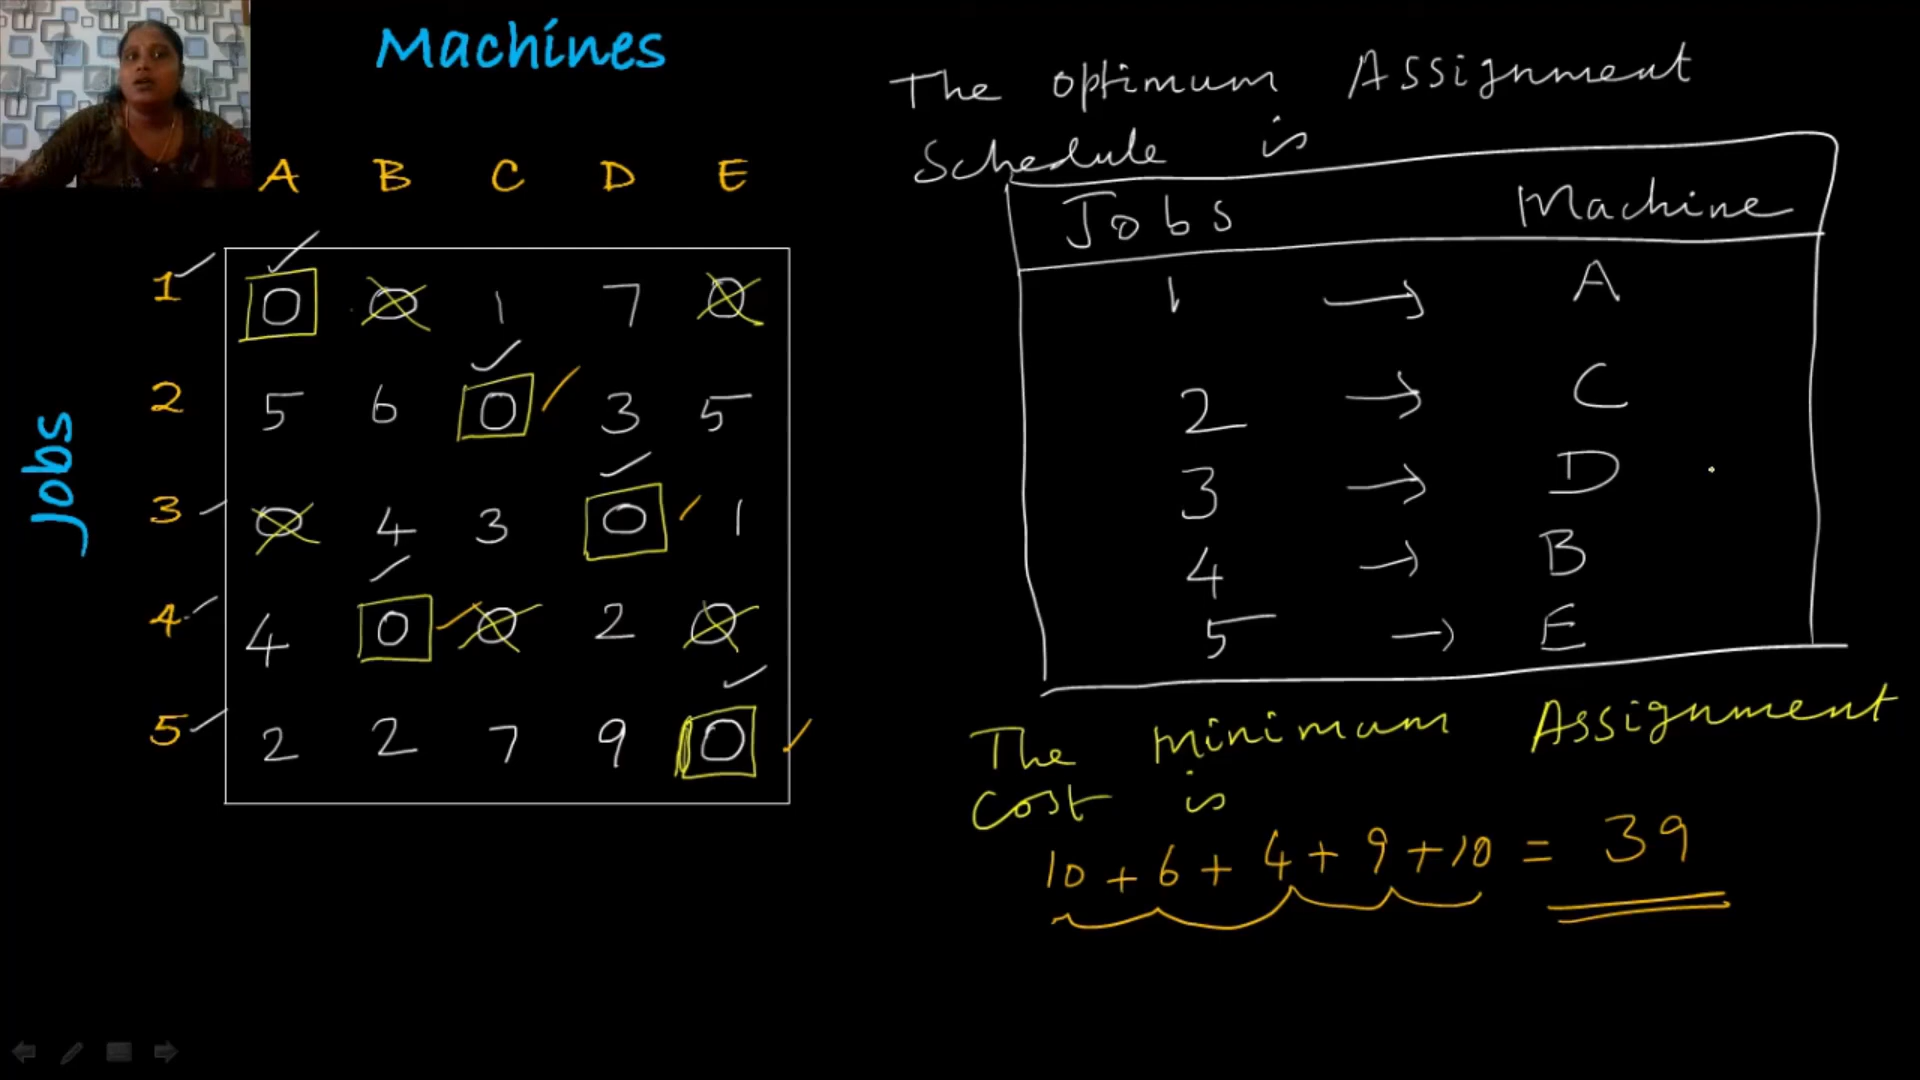 Machines
A B C D E
Jobs
1 0 0 1 7 0
2 5 6 0 3 5
3 0 4 3 0 1
4 4 0 0 2 0
5 2 2 7 9 0
The optimum Assignment
Schedule is
Jobs Machine
1 → A
2 → C
3 → D
4 → B
5 → E
The Minimum Assignment
Cost is
10 + 6 + 4 + 9 + 10 = 39